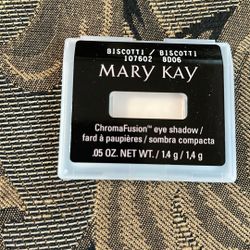 BISCOTTI / BISCOTTI
107602 8D06
MARY KAY
ChromaFusion™ eye shadow /
fard à paupières / sombra compacta
.05 OZ. NET WT. / 1.4 g / 1,4 g